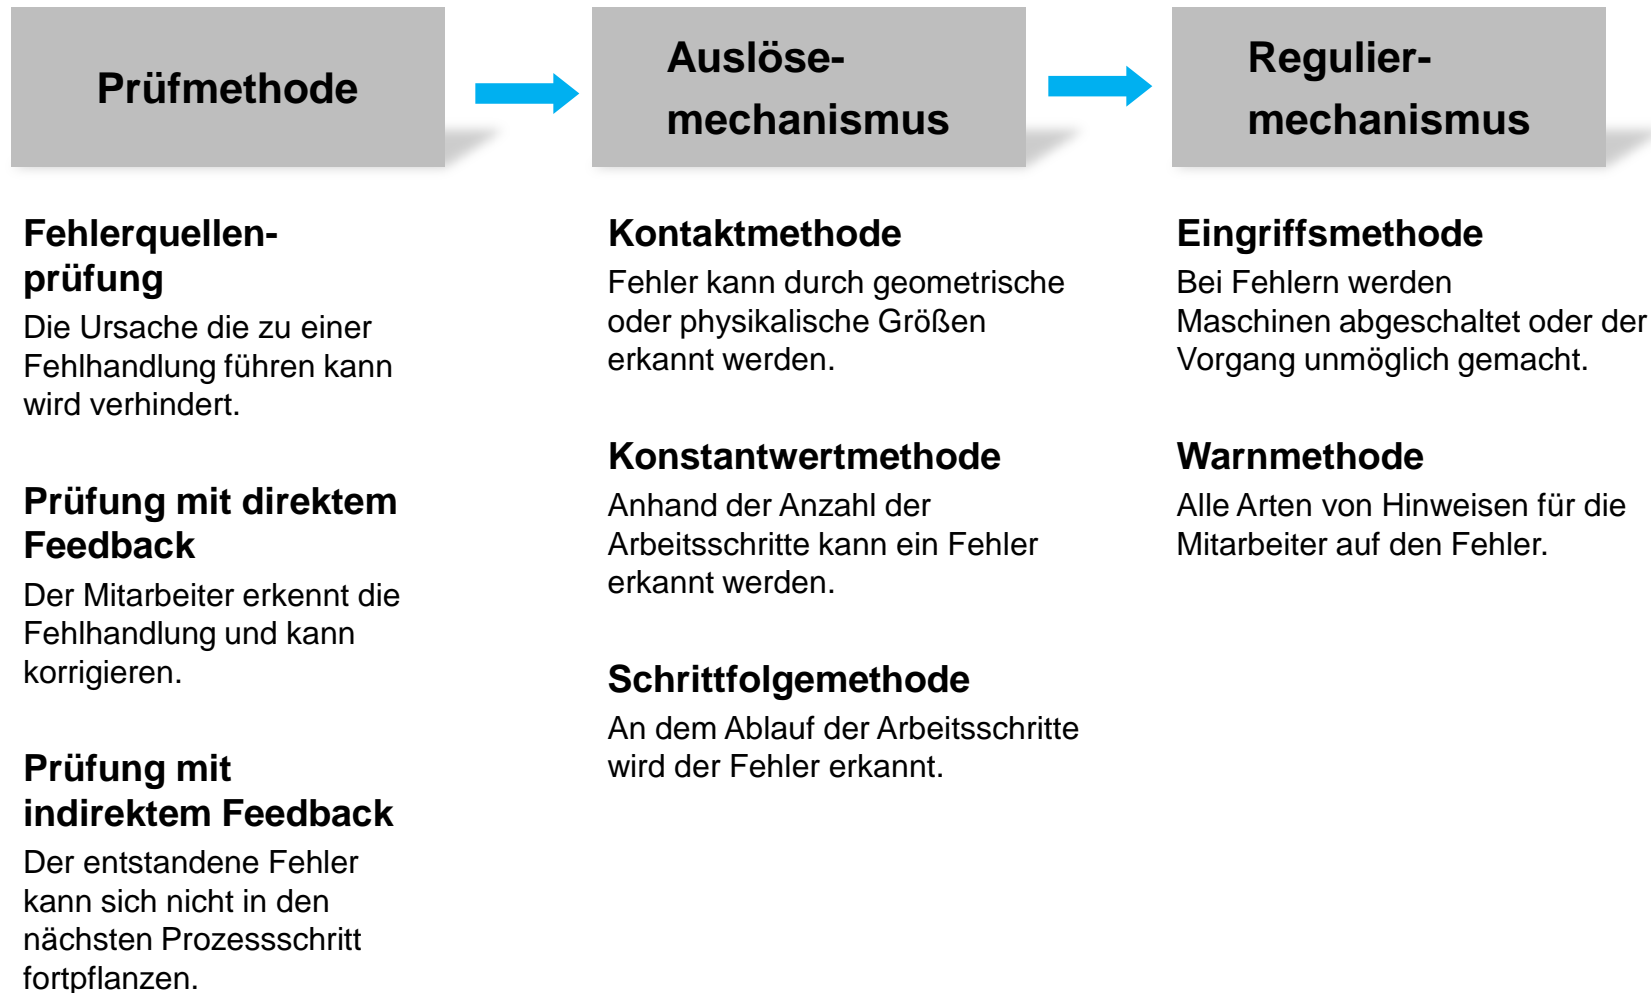 Prüfmethode
Auslöse-
mechanismus
Regulier-
mechanismus
Fehlerquellen-
prüfung
Die Ursache die zu einer
Fehlhandlung führen kann
wird verhindert.
Prüfung mit direktem
Feedback
Der Mitarbeiter erkennt die
Fehlhandlung und kann
korrigieren.
Prüfung mit
indirektem Feedback
Der entstandene Fehler
kann sich nicht in den
nächsten Prozessschritt
fortpflanzen.
Kontaktmethode
Fehler kann durch geometrische
oder physikalische Größen
erkannt werden.
Konstantwertmethode
Anhand der Anzahl der
Arbeitsschritte kann ein Fehler
erkannt werden.
Schrittfolgemethode
An dem Ablauf der Arbeitsschritte
wird der Fehler erkannt.
Eingriffsmethode
Bei Fehlern werden
Maschinen abgeschaltet oder der
Vorgang unmöglich gemacht.
Warnmethode
Alle Arten von Hinweisen für die
Mitarbeiter auf den Fehler.